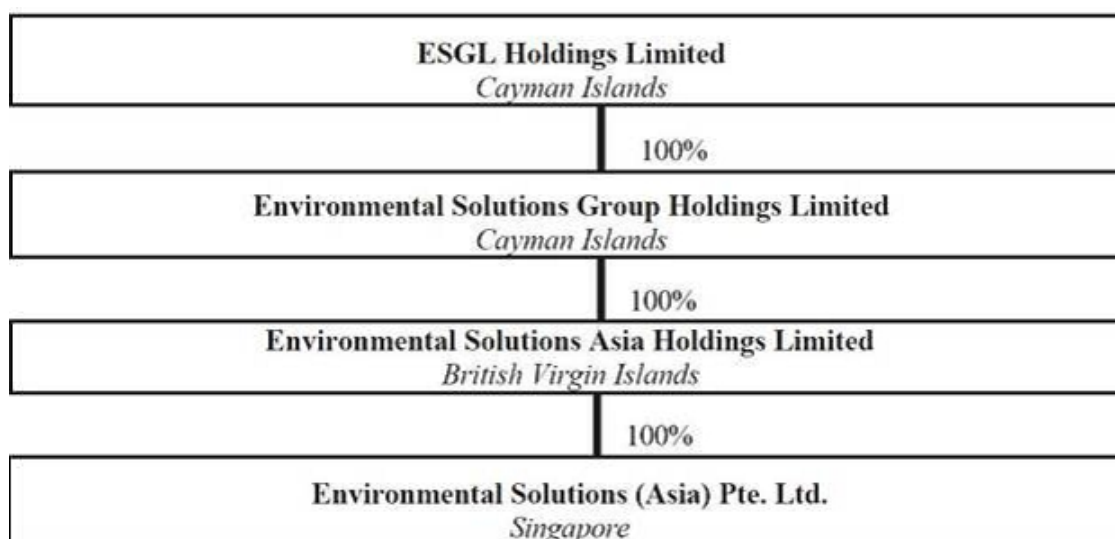 ESGL Holdings Limited
Cayman Islands
100%
Environmental Solutions Group Holdings Limited
Cayman Islands
100%
Environmental Solutions Asia Holdings Limited
British Virgin Islands
100%
Environmental Solutions (Asia) Pte. Ltd.
Singapore